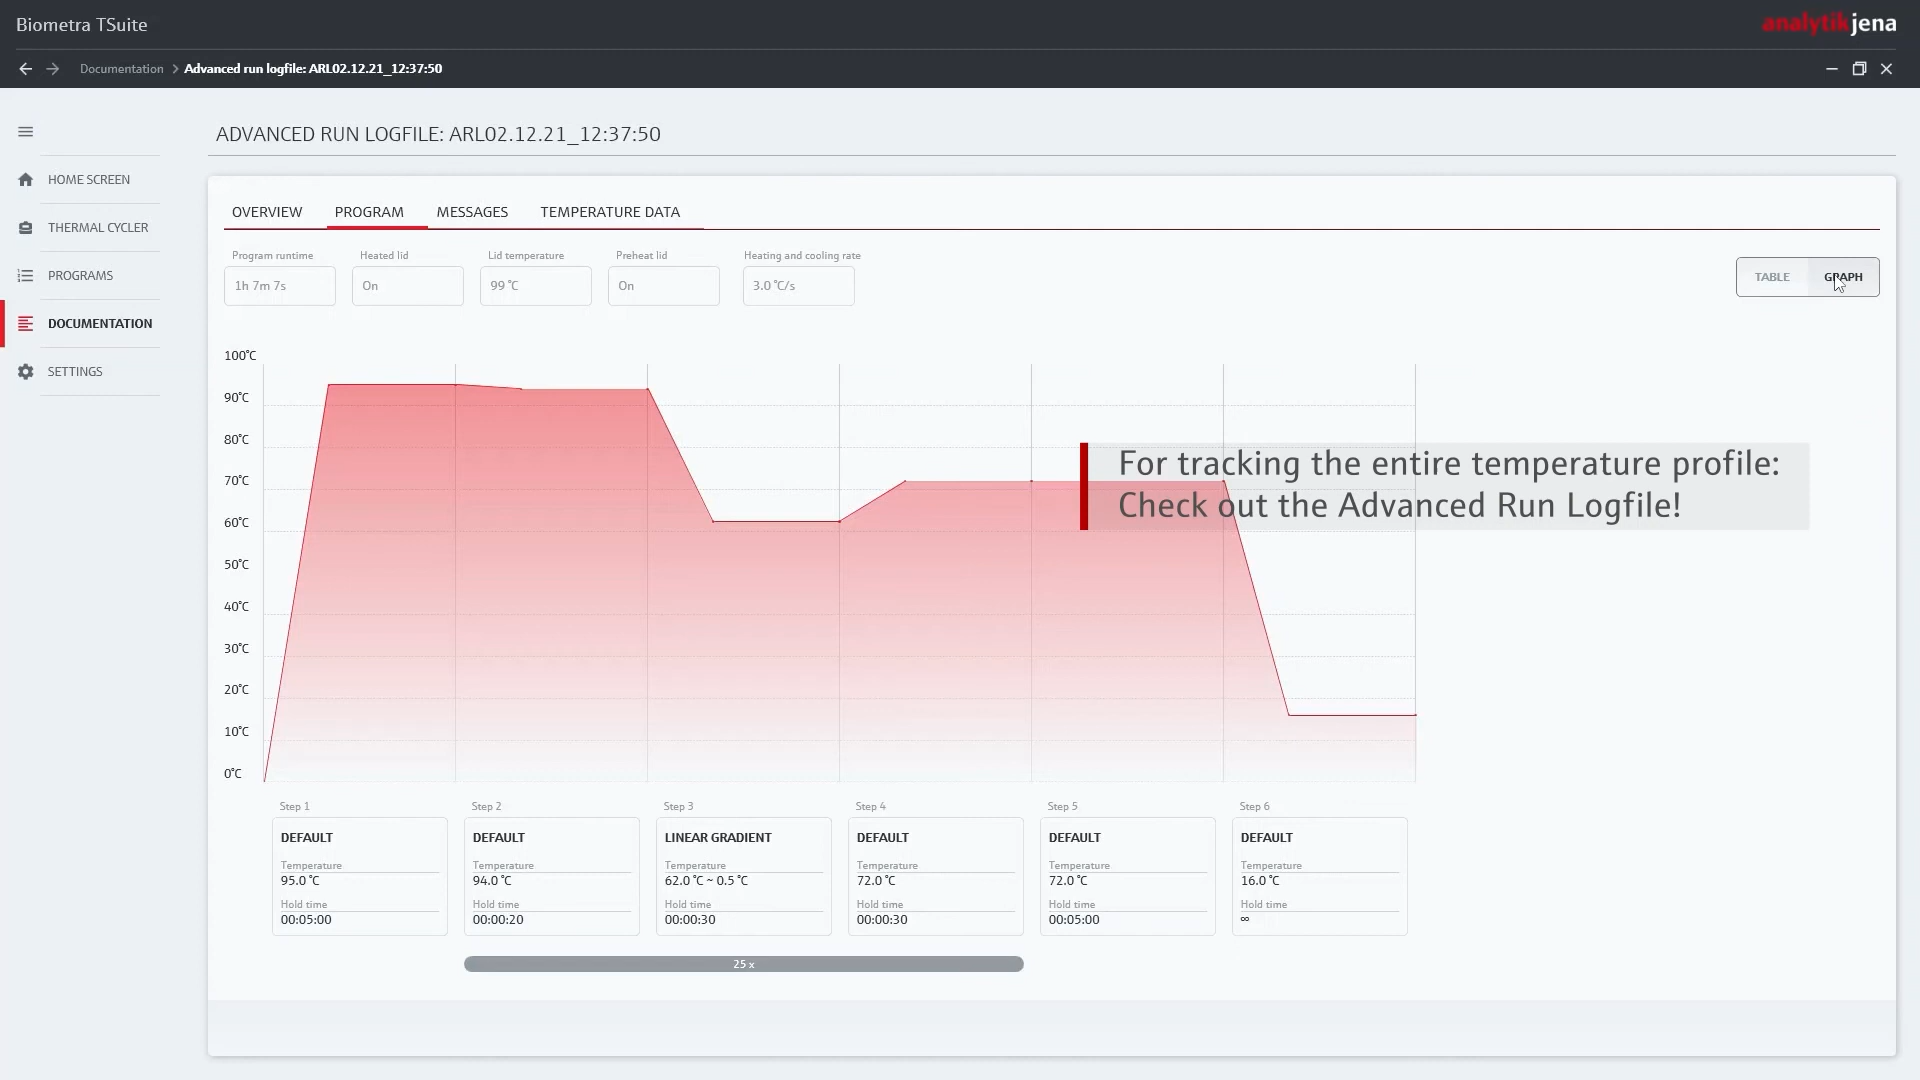 Biometra TSuite
analytikjena
Documentation > Advanced run logfile: ARL02.12.21_12:37:50
ADVANCED RUN LOGFILE: ARL02.12.21_12:37:50
HOME SCREEN
THERMAL CYCLER
PROGRAMS
DOCUMENTATION
SETTINGS
OVERVIEW PROGRAM MESSAGES TEMPERATURE DATA
Program runtime Heated lid Lid temperature Preheat lid Heating and cooling rate
1h 7m 7s On 99 °C On 3.0 °C/s
TABLE GRAPH
100°C
90°C
80°C
70°C
60°C
50°C
40°C
30°C
20°C
10°C
0°C
For tracking the entire temperature profile:
Check out the Advanced Run Logfile!
Step 1
DEFAULT
Temperature
95.0 °C
Hold time
00:05:00
Step 2
DEFAULT
Temperature
94.0 °C
Hold time
00:00:20
Step 3
LINEAR GRADIENT
Temperature
62.0 °C ~ 0.5 °C
Hold time
00:00:30
Step 4
DEFAULT
Temperature
72.0 °C
Hold time
00:00:30
Step 5
DEFAULT
Temperature
72.0 °C
Hold time
00:05:00
Step 6
DEFAULT
Temperature
16.0 °C
Hold time
∞
25 x